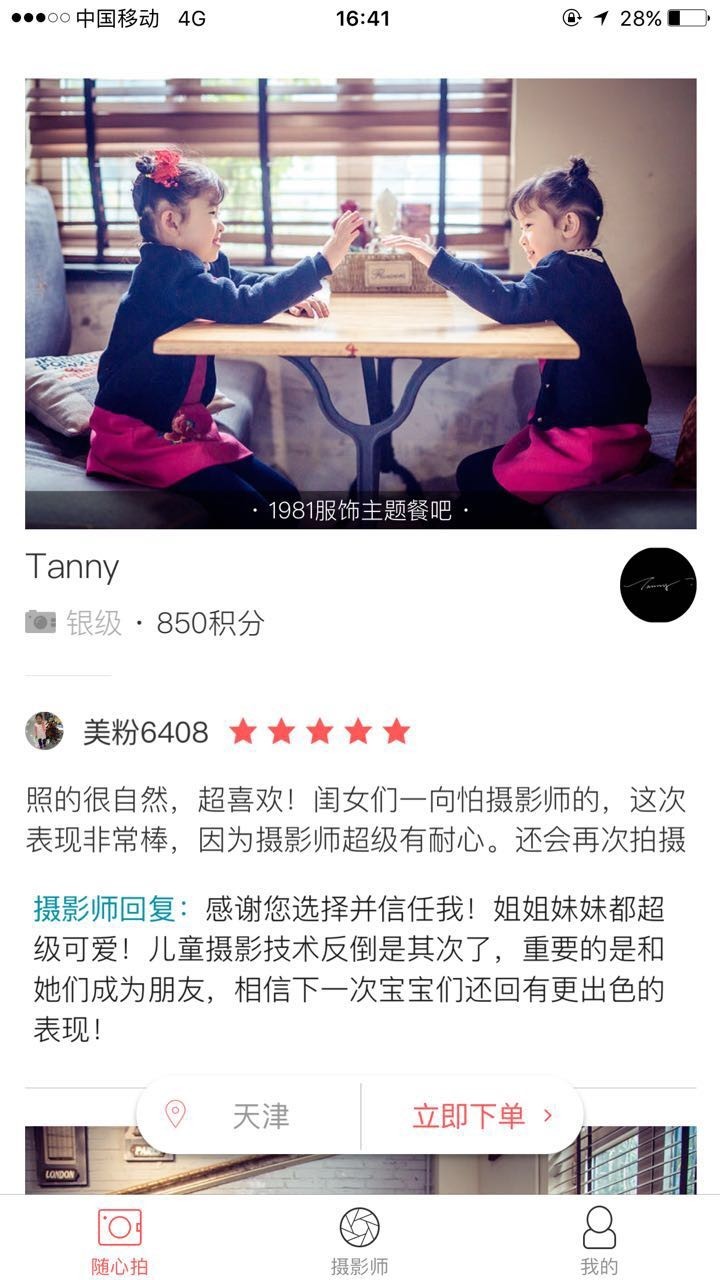 中国移动 4G 16:41 28%
Flowers
4
· 1981服饰主题餐吧 ·
Tanny
Tanny
银级 · 850积分
美粉6408
照的很自然，超喜欢！闺女们一向怕摄影师的，这次
表现非常棒，因为摄影师超级有耐心。还会再次拍摄
摄影师回复：感谢您选择并信任我！姐姐妹妹都超
级可爱！儿童摄影技术反倒是其次了，重要的是和
她们成为朋友，相信下一次宝宝们还回有更出色的
表现！
天津 立即下单 ›
LONDON
随心拍 摄影师 我的